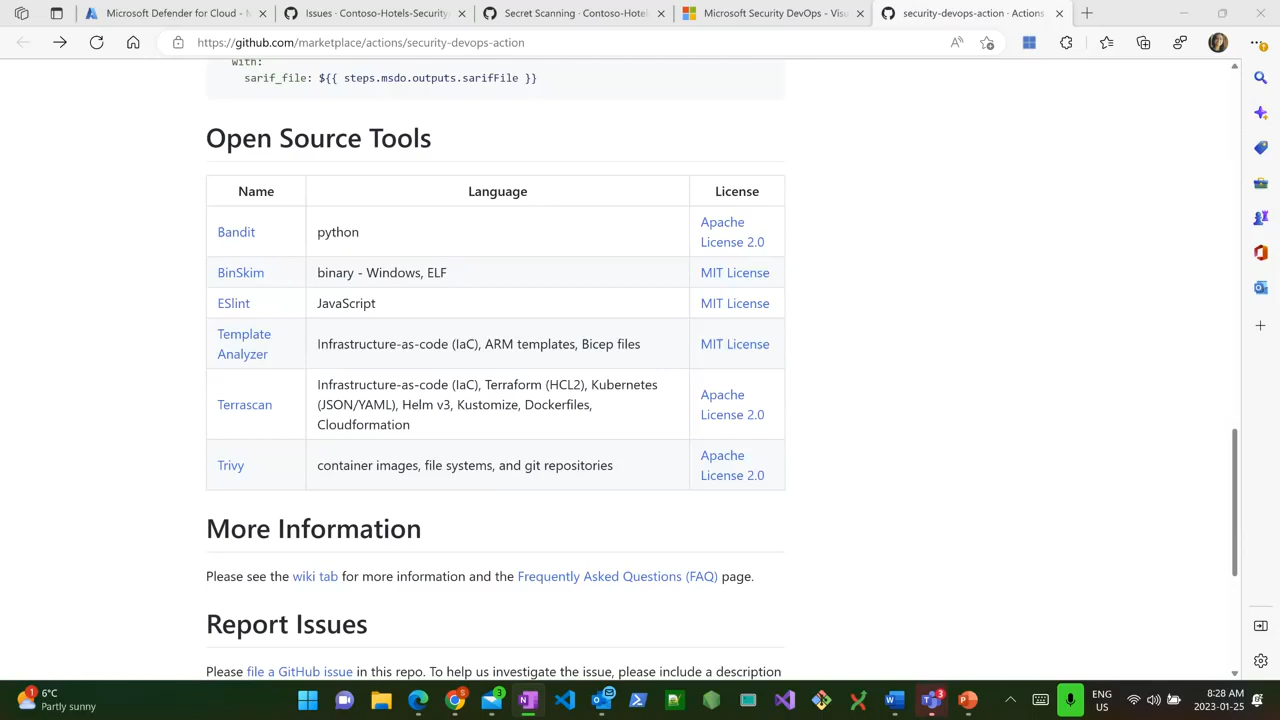 Microsoft Defender for Cloud - M
Issues · Contoso-Hotels-Security/
Secret Scanning · Contoso-Hotel
Microsoft Security DevOps - Visu
security-devops-action · Actions
https://github.com/marketplace/actions/security-devops-action
with:
sarif_file: ${{ steps.msdo.outputs.sarifFile }}
Open Source Tools
Name Language License
Bandit python Apache License 2.0
BinSkim binary - Windows, ELF MIT License
ESlint JavaScript MIT License
Template Analyzer Infrastructure-as-code (IaC), ARM templates, Bicep files MIT License
Terrascan Infrastructure-as-code (IaC), Terraform (HCL2), Kubernetes
(JSON/YAML), Helm v3, Kustomize, Dockerfiles,
Cloudformation Apache License 2.0
Trivy container images, file systems, and git repositories Apache License 2.0
More Information
Please see the wiki tab for more information and the Frequently Asked Questions (FAQ) page.
Report Issues
Please file a GitHub issue in this repo. To help us investigate the issue, please include a description
1 6°C
Partly sunny
5
3
3
ENG
US
8:28 AM
2023-01-25